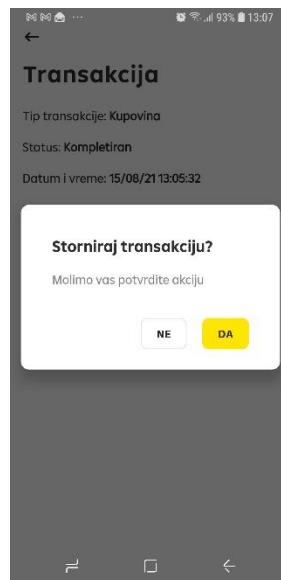 93% 13:07
Transakcija
Tip transakcije: Kupovina
Status: Kompletiran
Datum i vreme: 15/08/21 13:05:32
Storniraj transakciju?
Molimo vas potvrdite akciju
NE DA